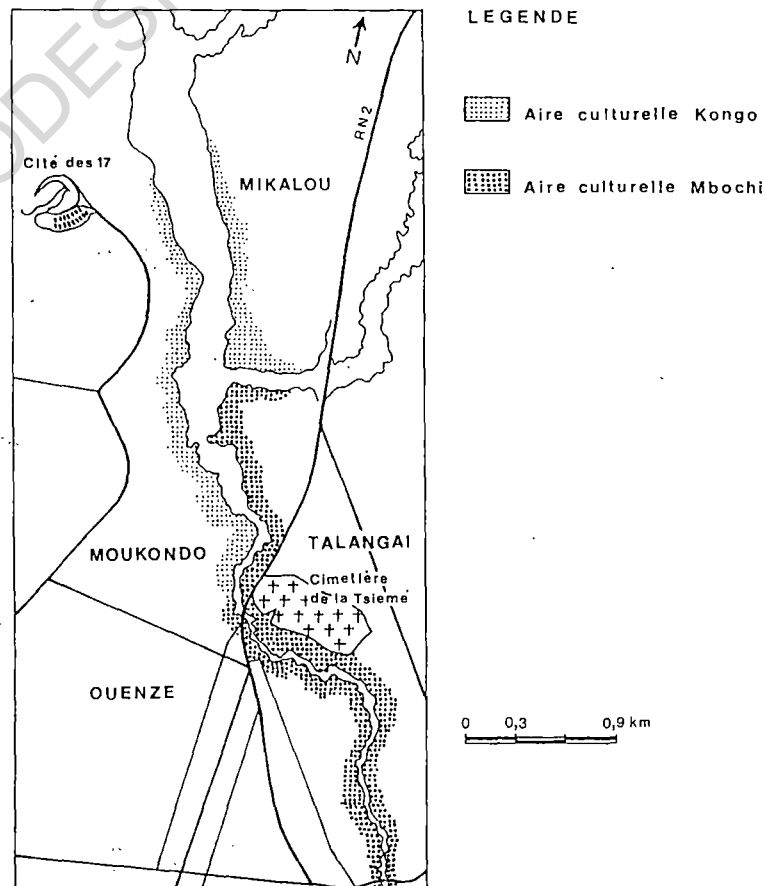 LEGENDE
Aire culturelle Kongo
Aire culturelle Mbochi
N
RN2
Cité des 17
MIKALOU
MOUKONDO
TALANGAI
Cimetière
de la Tsieme
OUENZE
0 0,3 0,9 km